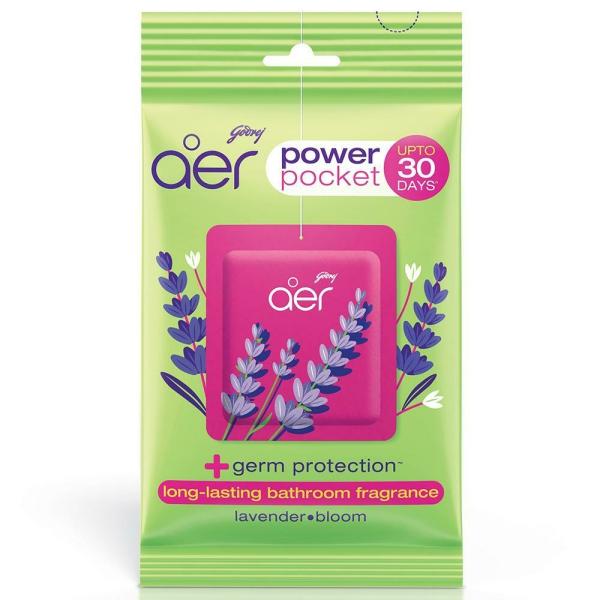 Godrej
aer
power
pocket
UPTO
30
DAYS*
Godrej
aer
+germ protection™
long-lasting bathroom fragrance
lavender•bloom